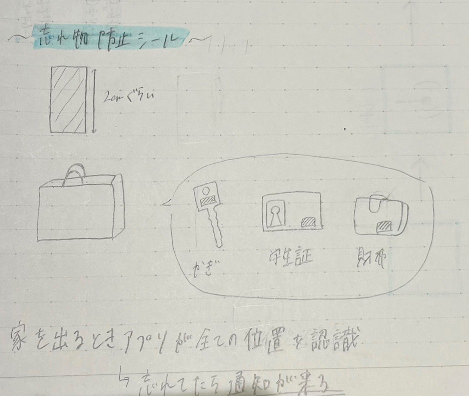 ～忘れ物防止シール～
2cmぐらい
かぎ
学生証
財布
家を出るときアプリが全ての位置を認識
↳忘れてたら通知が来る